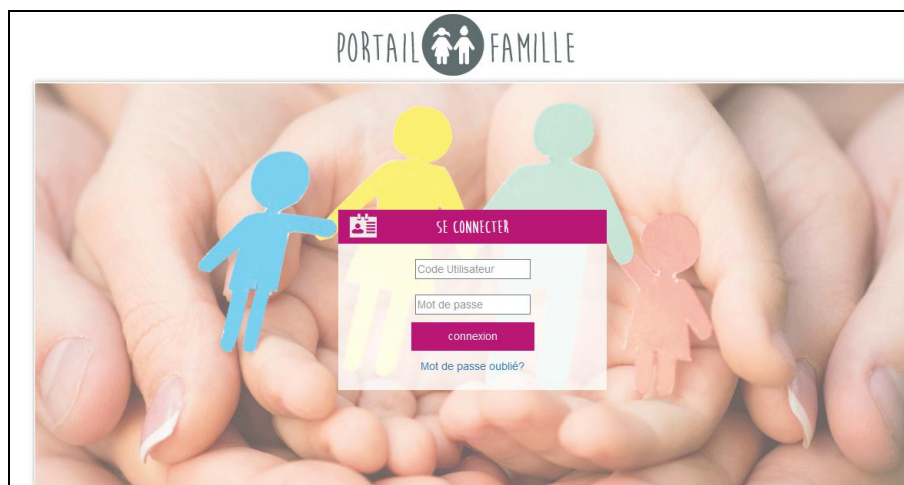 PORTAIL FAMILLE
SE CONNECTER
Code Utilisateur
Mot de passe
connexion
Mot de passe oublié?